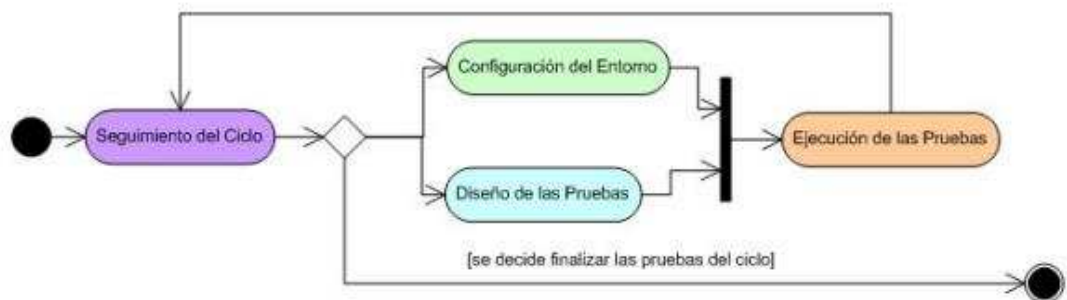 Configuración del Entorno
Seguimiento del Ciclo
Ejecución de las Pruebas
Diseño de las Pruebas
[se decide finalizar las pruebas del ciclo]